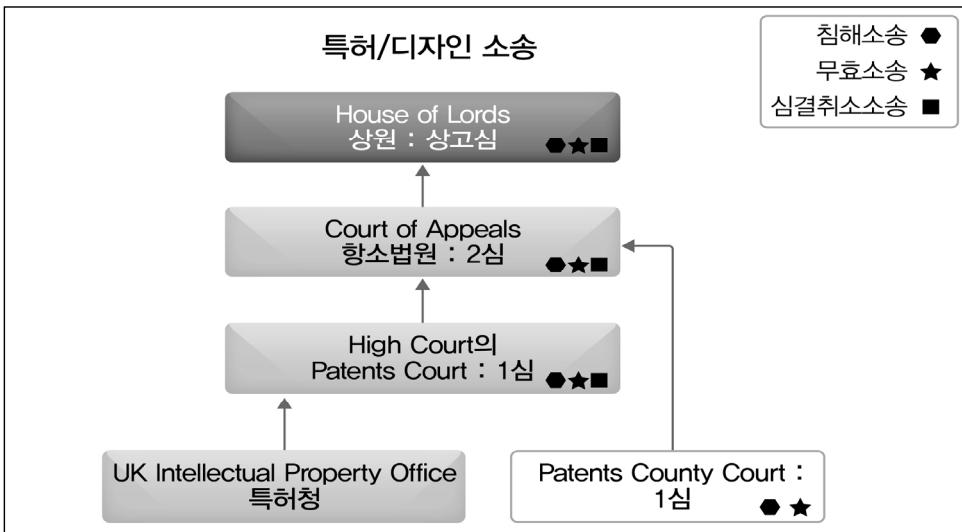 특허/디자인 소송
침해소송 ⬣
무효소송 ★
심결취소소송 ■
House of Lords
상원 : 상고심 ⬣★■
Court of Appeals
항소법원 : 2심 ⬣★■
High Court의
Patents Court : 1심 ⬣★■
UK Intellectual Property Office
특허청
Patents County Court :
1심 ⬣ ★